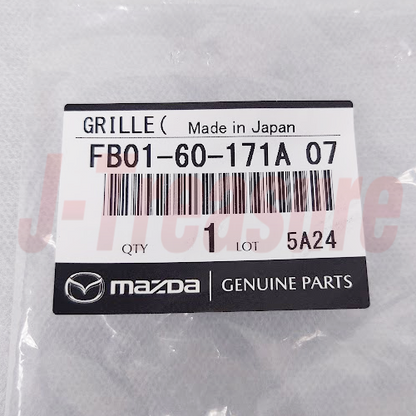 GRILLE( Made in Japan
FB01-60-171A 07
J-Treasure
QTY 1 LOT 5A24
mazda GENUINE PARTS